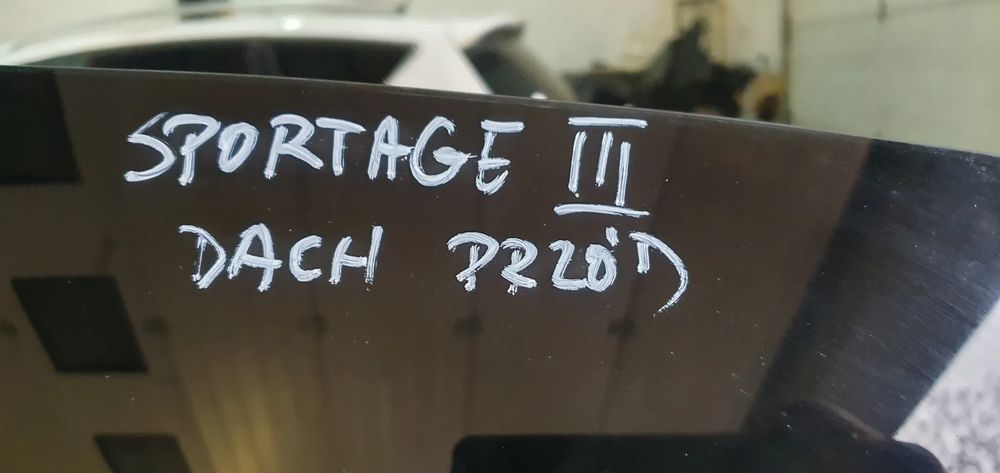 SPORTAGE III
DACH PRZÓD